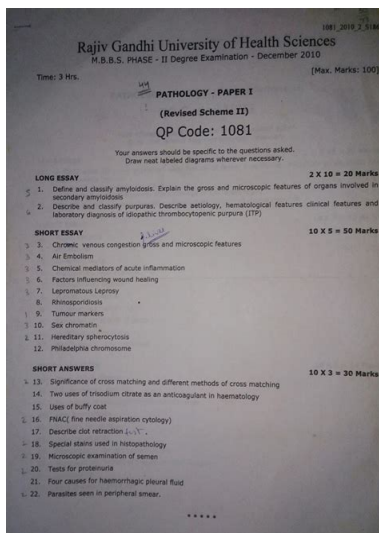 1081_2010_2_5186
Rajiv Gandhi University of Health Sciences
M.B.B.S. PHASE - II Degree Examination - December 2010
Time: 3 Hrs.
[Max. Marks: 100]
PATHOLOGY - PAPER I
(Revised Scheme II)
QP Code: 1081
Your answers should be specific to the questions asked.
Draw neat labeled diagrams wherever necessary.
LONG ESSAY 2 X 10 = 20 Marks
1. Define and classify amyloidosis. Explain the gross and microscopic features of organs involved in
secondary amyloidosis
2. Describe and classify purpuras. Describe aetiology, hematological features clinical features and
laboratory diagnosis of idiopathic thrombocytopenic purpura (ITP)
SHORT ESSAY 10 X 5 = 50 Marks
3. Chronic venous congestion gross and microscopic features
4. Air Embolism
5. Chemical mediators of acute inflammation
6. Factors influencing wound healing
7. Lepromatous Leprosy
8. Rhinosporidiosis
9. Tumour markers
10. Sex chromatin
11. Hereditary spherocytosis
12. Philadelphia chromosome
SHORT ANSWERS 10 X 3 = 30 Marks
13. Significance of cross matching and different methods of cross matching
14. Two uses of trisodium citrate as an anticoagulant in haematology
15. Uses of buffy coat
16. FNAC( fine needle aspiration cytology)
17. Describe clot retraction
18. Special stains used in histopathology
19. Microscopic examination of semen
20. Tests for proteinuria
21. Four causes for haemorrhagic pleural fluid
22. Parasites seen in peripheral smear.
*****